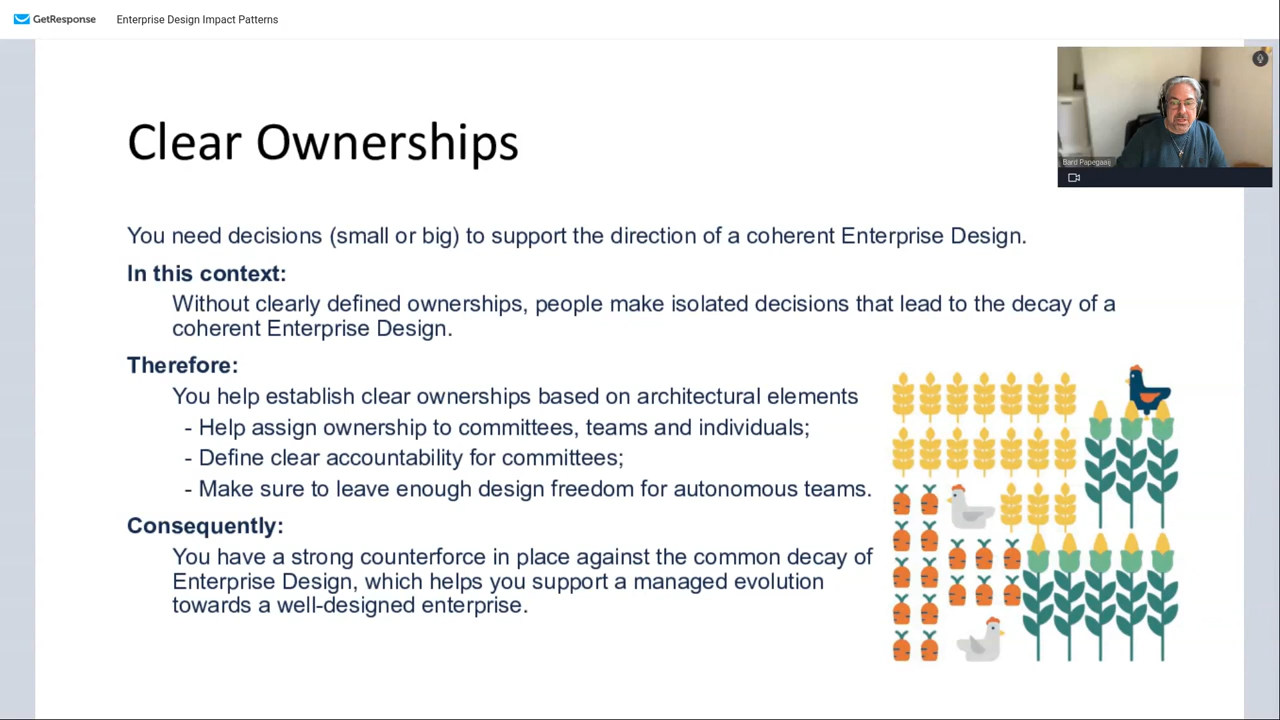 GetResponse
Enterprise Design Impact Patterns
Bard Papegaaij
Clear Ownerships
You need decisions (small or big) to support the direction of a coherent Enterprise Design.
In this context:
Without clearly defined ownerships, people make isolated decisions that lead to the decay of a
coherent Enterprise Design.
Therefore:
You help establish clear ownerships based on architectural elements
- Help assign ownership to committees, teams and individuals;
- Define clear accountability for committees;
- Make sure to leave enough design freedom for autonomous teams.
Consequently:
You have a strong counterforce in place against the common decay of
Enterprise Design, which helps you support a managed evolution
towards a well-designed enterprise.